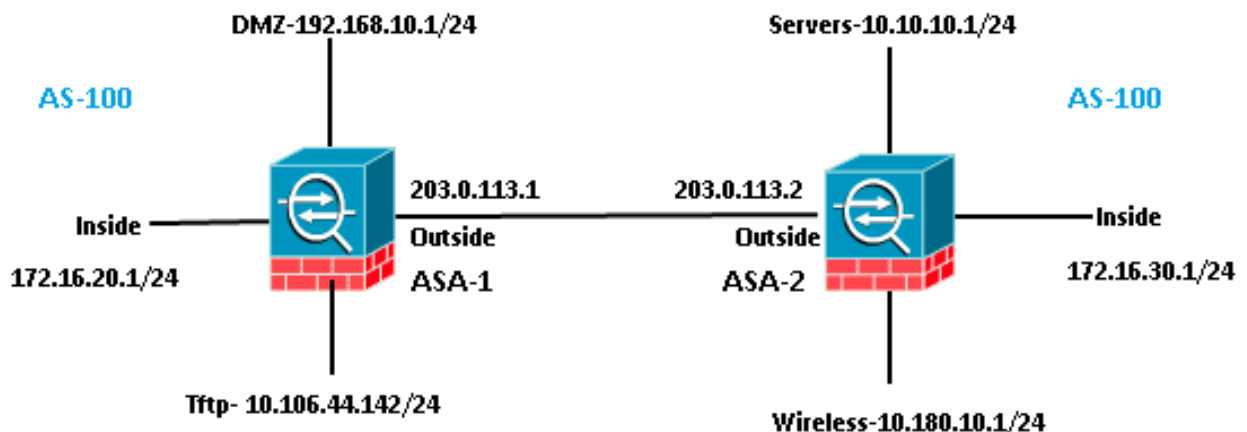 DMZ-192.168.10.1/24
Servers-10.10.10.1/24
AS-100
AS-100
203.0.113.1
203.0.113.2
Inside
Outside
Outside
Inside
172.16.20.1/24
ASA-1
ASA-2
172.16.30.1/24
Tftp- 10.106.44.142/24
Wireless-10.180.10.1/24